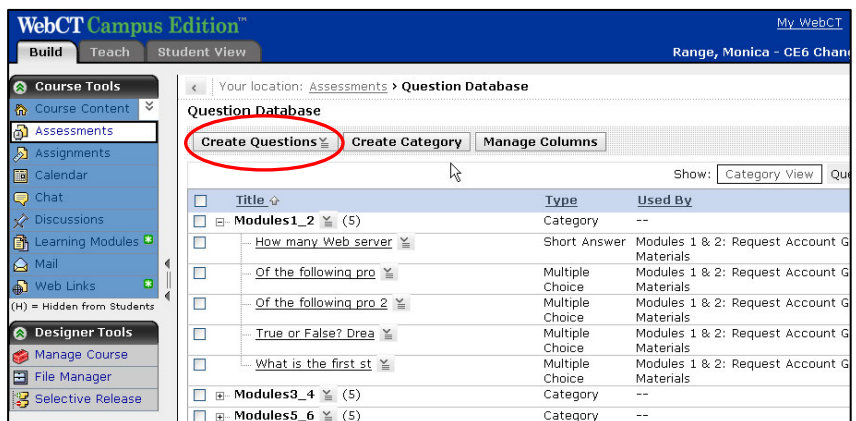 WebCT Campus Edition™
My WebCT
Build Teach Student View
Range, Monica - CE6 Chan
Course Tools
Course Content
Assessments
Assignments
Calendar
Chat
Discussions
Learning Modules
Mail
Web Links
(H) = Hidden from Students
Designer Tools
Manage Course
File Manager
Selective Release
Your location: Assessments › Question Database
Question Database
Create Questions Create Category Manage Columns
Show: Category View Que
Title Type Used By
Modules1_2 (5) Category --
How many Web server Short Answer Modules 1 & 2: Request Account G
Materials
Of the following pro Multiple Modules 1 & 2: Request Account G
Choice Materials
Of the following pro 2 Multiple Modules 1 & 2: Request Account G
Choice Materials
True or False? Drea Multiple Modules 1 & 2: Request Account G
Choice Materials
What is the first st Multiple Modules 1 & 2: Request Account G
Choice Materials
Modules3_4 (5) Category --
Modules5_6 (5) Category --